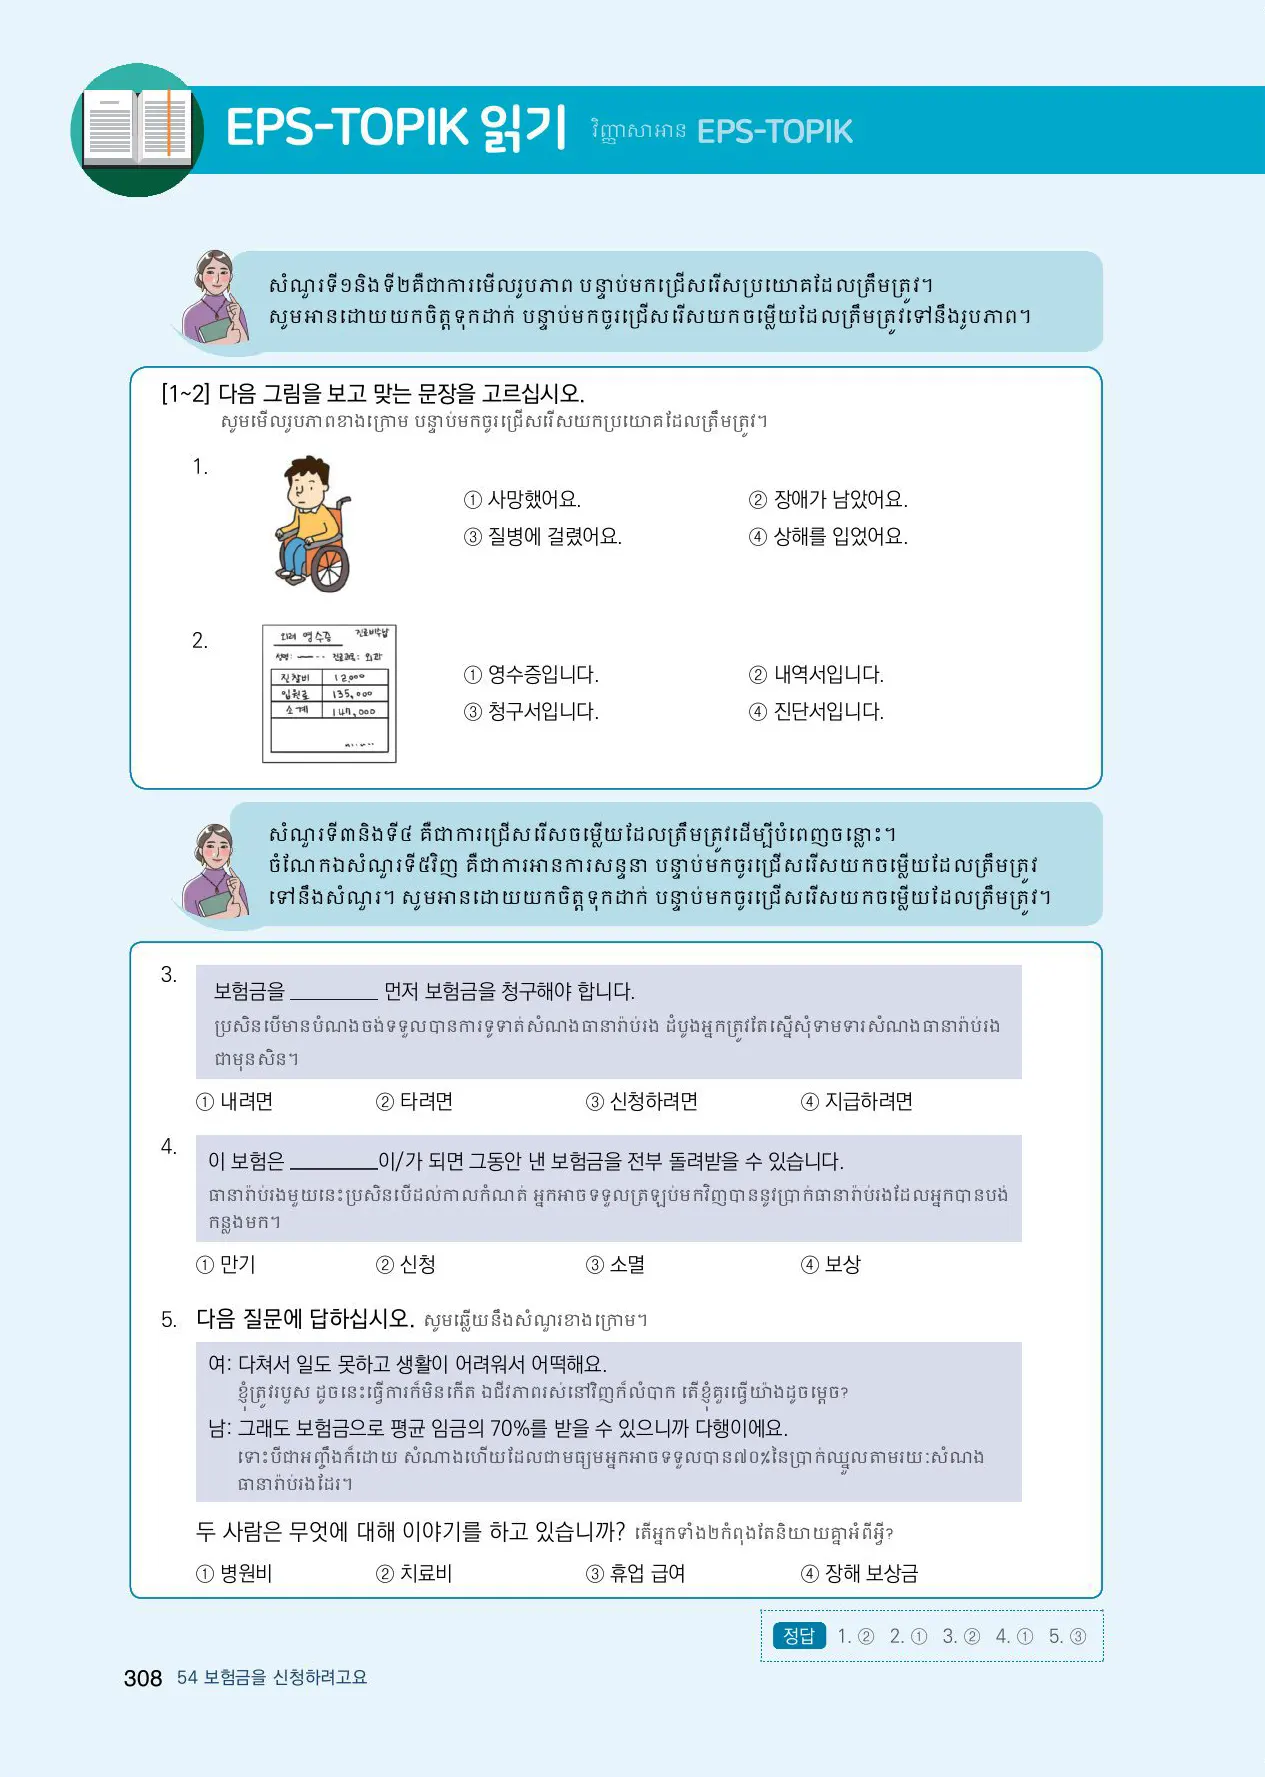 EPS-TOPIK 읽기 វិញ្ញាសាអាន EPS-TOPIK
សំណួរទី១និងទី២គឺជាការមើលរូបភាព បន្ទាប់មកជ្រើសរើសប្រយោគដែលត្រឹមត្រូវ។
សូមអានដោយយកចិត្តទុកដាក់ បន្ទាប់មកចូរជ្រើសរើសយកចម្លើយដែលត្រឹមត្រូវទៅនឹងរូបភាព។
[1~2] 다음 그림을 보고 맞는 문장을 고르십시오.
សូមមើលរូបភាពខាងក្រោម បន្ទាប់មកចូរជ្រើសរើសយកប្រយោគដែលត្រឹមត្រូវ។
1.
① 사망했어요. ② 장애가 남았어요.
③ 질병에 걸렸어요. ④ 상해를 입었어요.
2.
외래 영수증 진료비수납
성명: 진료과목: 외과
진찰비 12,000
입원료 135,000
소계 147,000
① 영수증입니다. ② 내역서입니다.
③ 청구서입니다. ④ 진단서입니다.
សំណួរទី៣និងទី៤ គឺជាការជ្រើសរើសចម្លើយដែលត្រឹមត្រូវដើម្បីបំពេញចន្លោះ។
ចំណែកឯសំណួរទី៥វិញ គឺជាការអានការសន្ទនា បន្ទាប់មកចូរជ្រើសរើសយកចម្លើយដែលត្រឹមត្រូវ
ទៅនឹងសំណួរ។ សូមអានដោយយកចិត្តទុកដាក់ បន្ទាប់មកចូរជ្រើសរើសយកចម្លើយដែលត្រឹមត្រូវ។
3. 보험금을 ________ 먼저 보험금을 청구해야 합니다.
ប្រសិនបើមានបំណងចង់ទទួលបានការទូទាត់សំណងធានារ៉ាប់រង ដំបូងអ្នកត្រូវតែស្នើសុំទាមទារសំណងធានារ៉ាប់រង
ជាមុនសិន។
① 내려면 ② 타려면 ③ 신청하려면 ④ 지급하려면
4. 이 보험은 ________이/가 되면 그동안 낸 보험금을 전부 돌려받을 수 있습니다.
ធានារ៉ាប់រងមួយនេះប្រសិនបើដល់កាលកំណត់ អ្នកអាចទទួលត្រឡប់មកវិញបាននូវប្រាក់ធានារ៉ាប់រងដែលអ្នកបានបង់
កន្លងមក។
① 만기 ② 신청 ③ 소멸 ④ 보상
5. 다음 질문에 답하십시오. សូមឆ្លើយនឹងសំណួរខាងក្រោម។
여: 다쳐서 일도 못하고 생활이 어려워서 어떡해요.
ខ្ញុំត្រូវរបួស ដូចនេះធ្វើការក៏មិនកើត ឯជីវភាពរស់នៅវិញក៏លំបាក តើខ្ញុំគួរធ្វើយ៉ាងដូចម្ដេច?
남: 그래도 보험금으로 평균 임금의 70%를 받을 수 있으니까 다행이에요.
ទោះបីជាអញ្ចឹងក៏ដោយ សំណាងហើយដែលជាមធ្យមអ្នកអាចទទួលបាន៧០%នៃប្រាក់ឈ្នួលតាមរយៈសំណង
ធានារ៉ាប់រងដែរ។
두 사람은 무엇에 대해 이야기를 하고 있습니까? តើអ្នកទាំង២កំពុងតែនិយាយគ្នាអំពីអ្វី?
① 병원비 ② 치료비 ③ 휴업 급여 ④ 장해 보상금
정답 1. ② 2. ① 3. ② 4. ① 5. ③
308 54 보험금을 신청하려고요